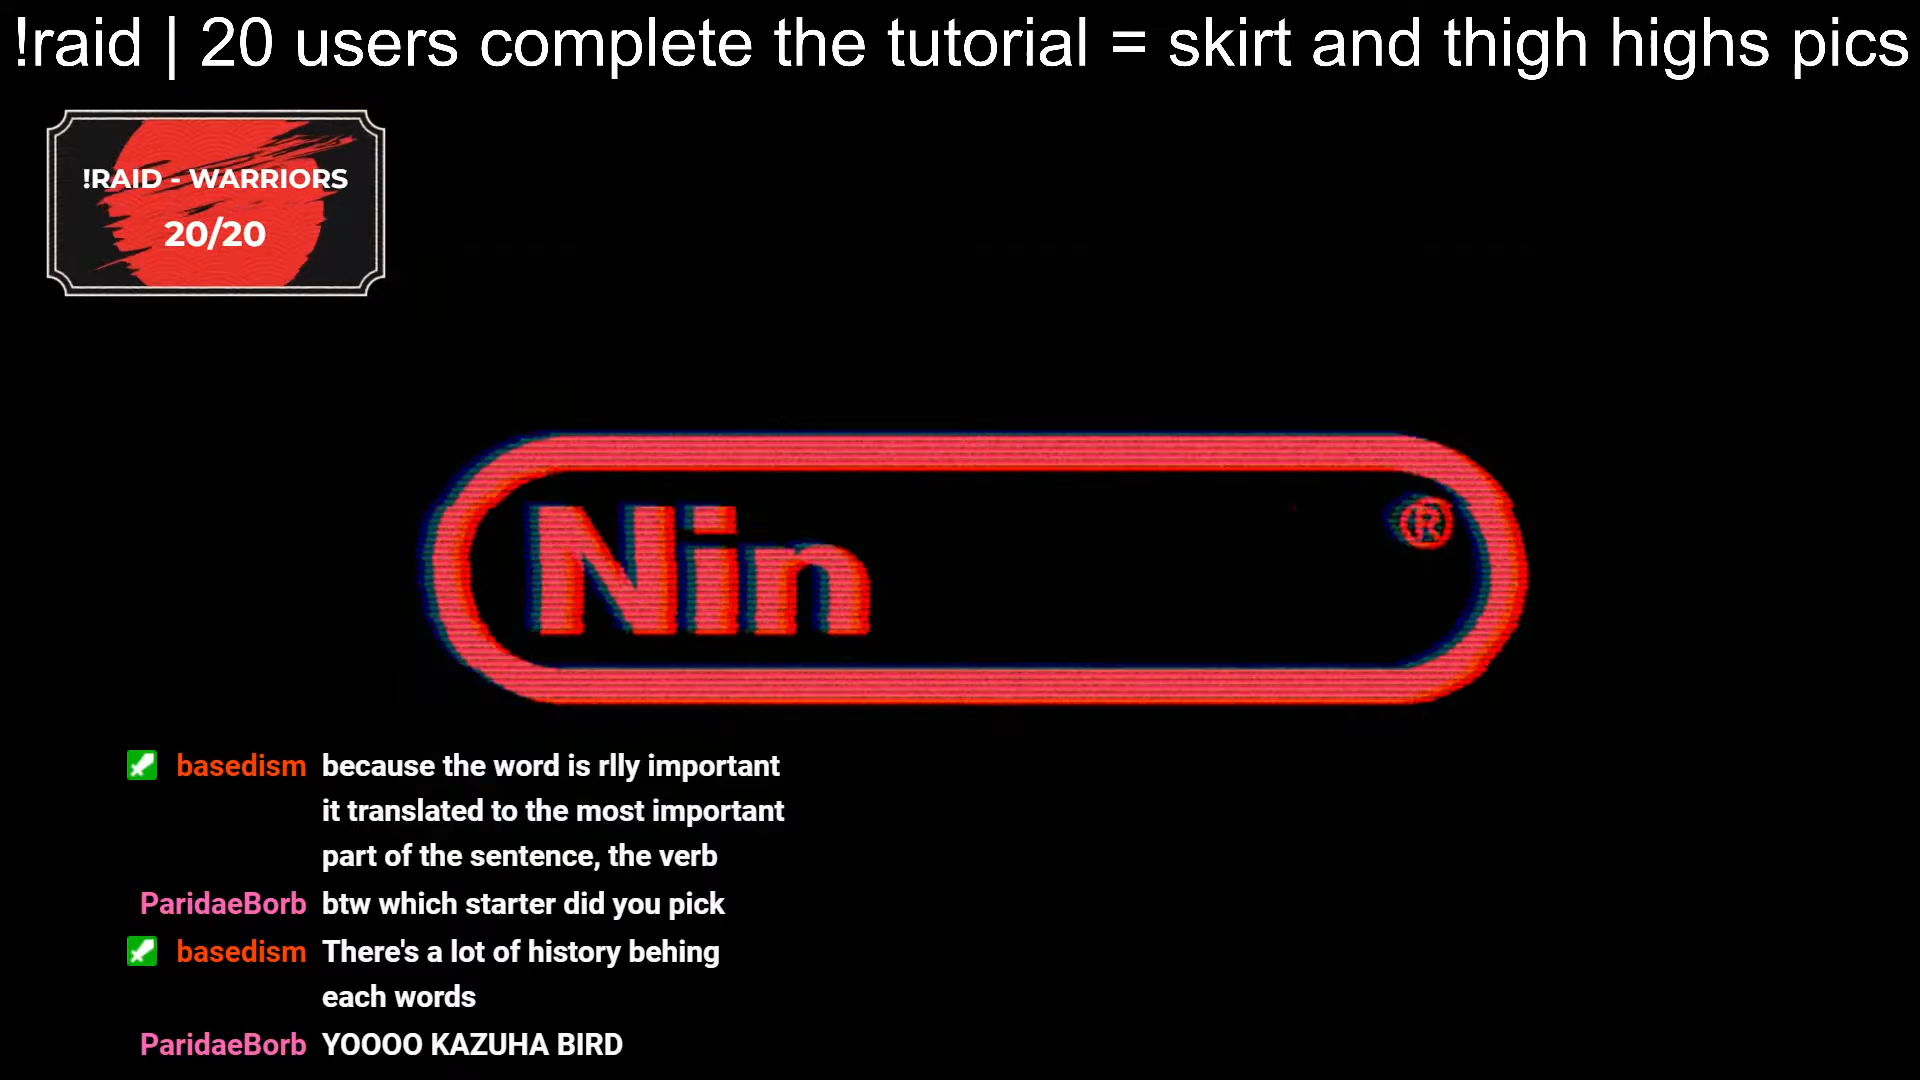 !raid | 20 users complete the tutorial = skirt and thigh highs pics
!RAID - WARRIORS
20/20
Nin ®
basedism because the word is rlly important
it translated to the most important
part of the sentence, the verb
ParidaeBorb btw which starter did you pick
basedism There's a lot of history behing
each words
ParidaeBorb YOOOO KAZUHA BIRD